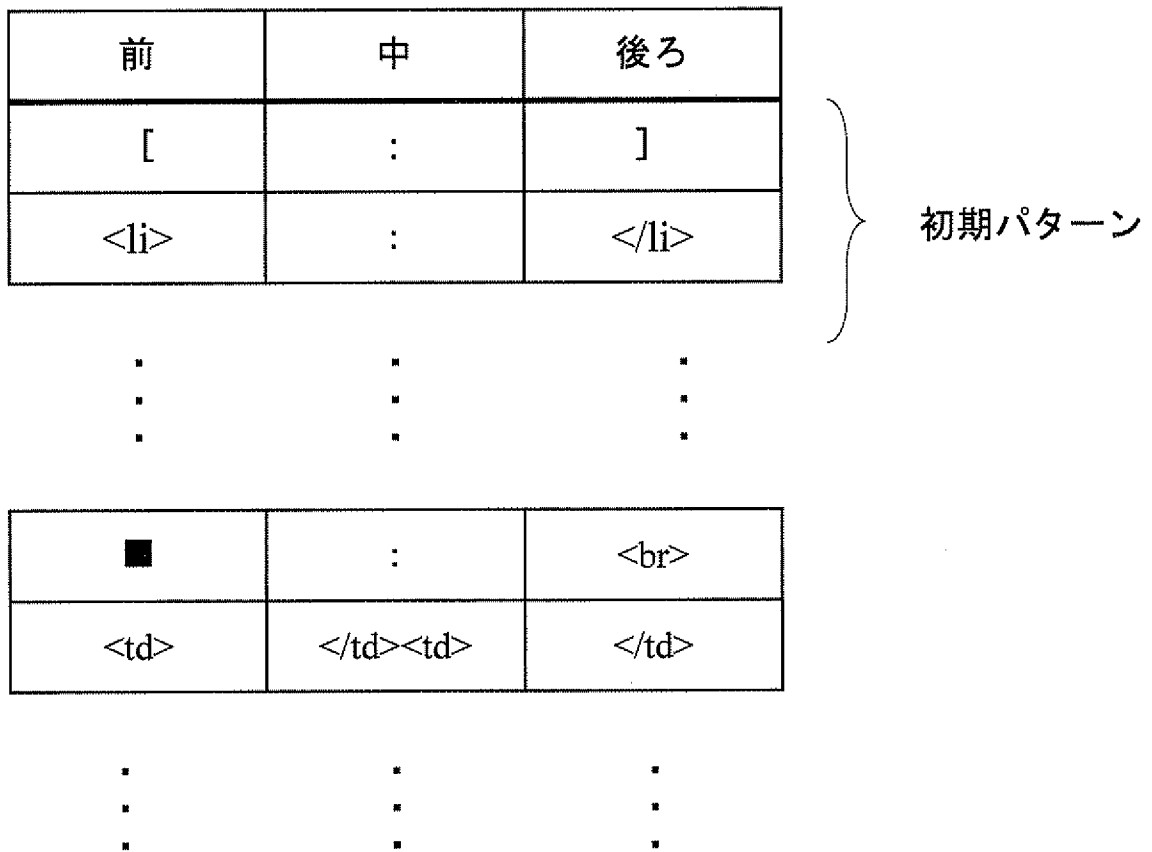 前 中 後ろ
[ : ]
<li> : </li>
初期パターン
■ : <br>
<td> </td><td> </td>